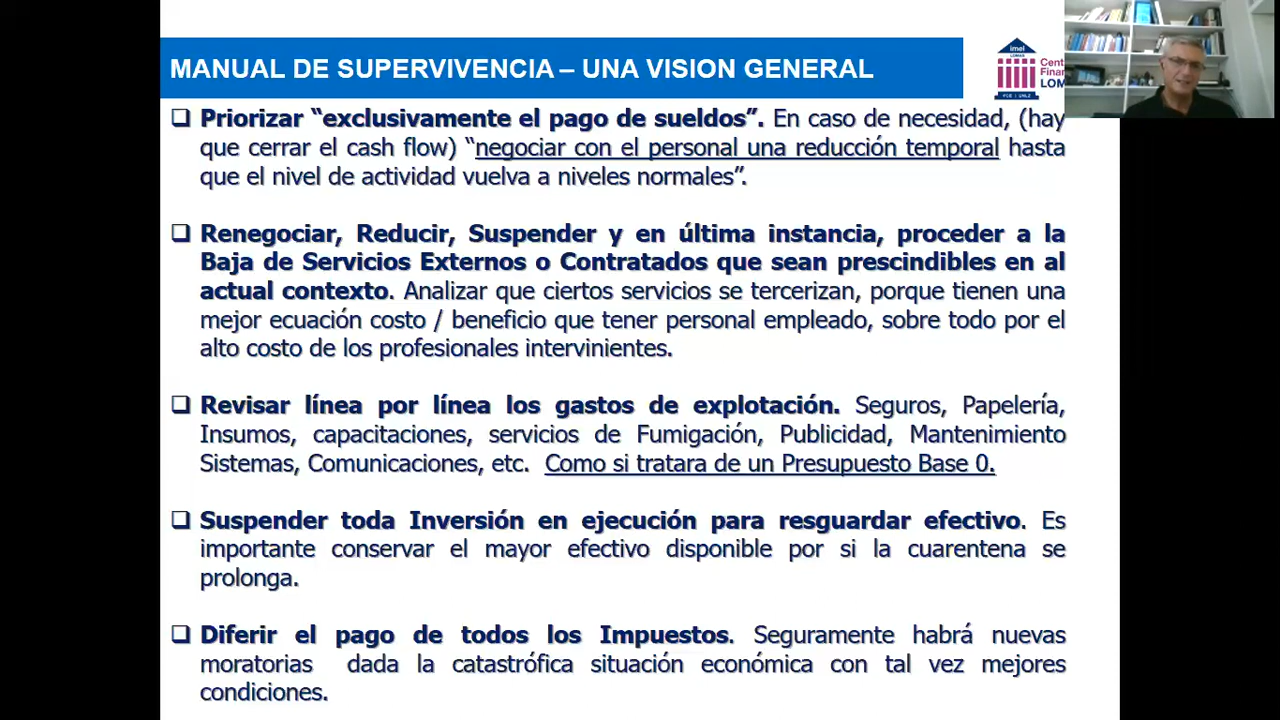 MANUAL DE SUPERVIVENCIA – UNA VISION GENERAL
imel
LOMAS
Cent
Finan
LOM
FCE | UNLZ
❑ Priorizar “exclusivamente el pago de sueldos”. En caso de necesidad, (hay
que cerrar el cash flow) “negociar con el personal una reducción temporal hasta
que el nivel de actividad vuelva a niveles normales”.
❑ Renegociar, Reducir, Suspender y en última instancia, proceder a la
Baja de Servicios Externos o Contratados que sean prescindibles en al
actual contexto. Analizar que ciertos servicios se tercerizan, porque tienen una
mejor ecuación costo / beneficio que tener personal empleado, sobre todo por el
alto costo de los profesionales intervinientes.
❑ Revisar línea por línea los gastos de explotación. Seguros, Papelería,
Insumos, capacitaciones, servicios de Fumigación, Publicidad, Mantenimiento
Sistemas, Comunicaciones, etc. Como si tratara de un Presupuesto Base 0.
❑ Suspender toda Inversión en ejecución para resguardar efectivo. Es
importante conservar el mayor efectivo disponible por si la cuarentena se
prolonga.
❑ Diferir el pago de todos los Impuestos. Seguramente habrá nuevas
moratorias dada la catastrófica situación económica con tal vez mejores
condiciones.